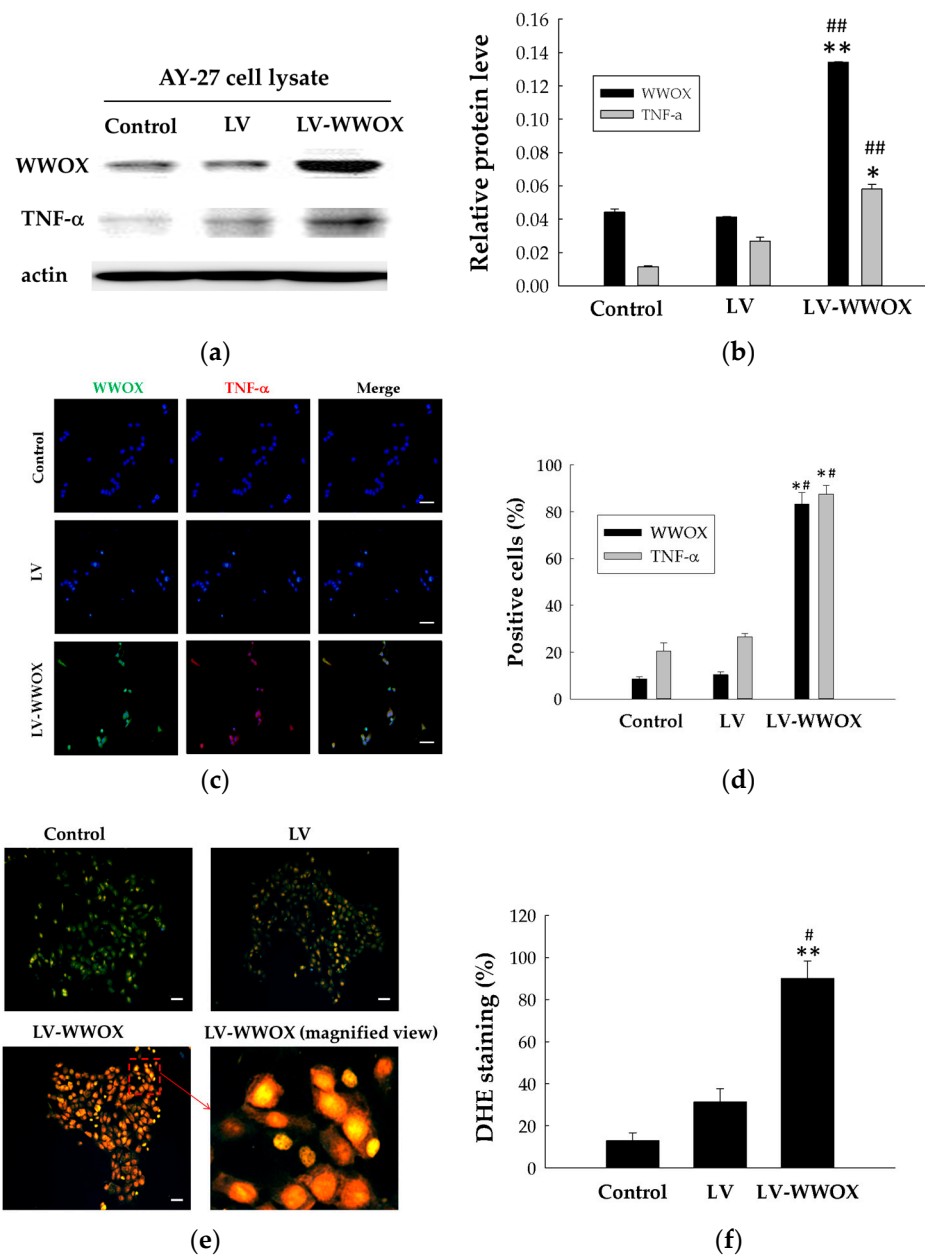 AY-27 cell lysate
Control LV LV-WWOX
WWOX
TNF-α
actin
(a)
Relative protein leve
0.16
0.14
0.12
0.10
0.08
0.06
0.04
0.02
0.00
WWOX
TNF-a
##
**
##
*
Control LV LV-WWOX
(b)
WWOX TNF-α Merge
Control
LV
LV-WWOX
(c)
Positive cells (%)
100
80
60
40
20
0
WWOX
TNF-α
*# *#
Control LV LV-WWOX
(d)
Control LV
LV-WWOX LV-WWOX (magnified view)
(e)
DHE staining (%)
120
100
80
60
40
20
0
#
**
Control LV LV-WWOX
(f)